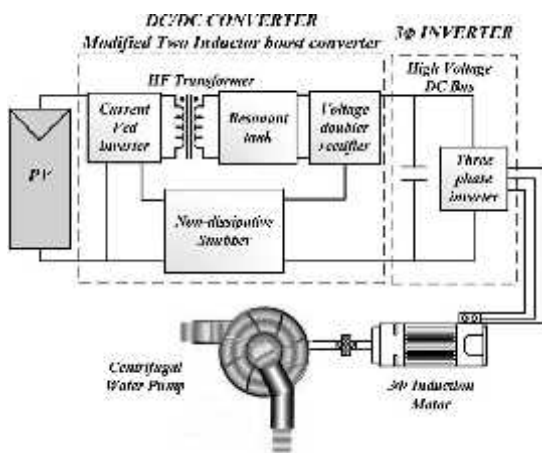 DC/DC CONVERTER
Modified Two Inductor boost converter
3Φ INVERTER
HF Transformer
High Voltage
DC Bus
PV
Current
Fed
inverter
Resonant
tank
Voltage
doubler
rectifier
Three
phase
inverter
Non-dissipative
Snubber
Centrifugal
Water Pump
3Φ Induction
Motor